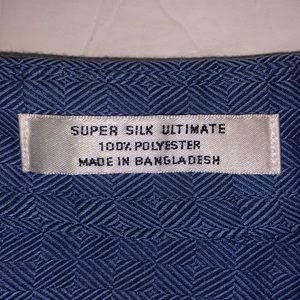 SUPER SILK ULTIMATE
100% POLYESTER
MADE IN BANGLADESH